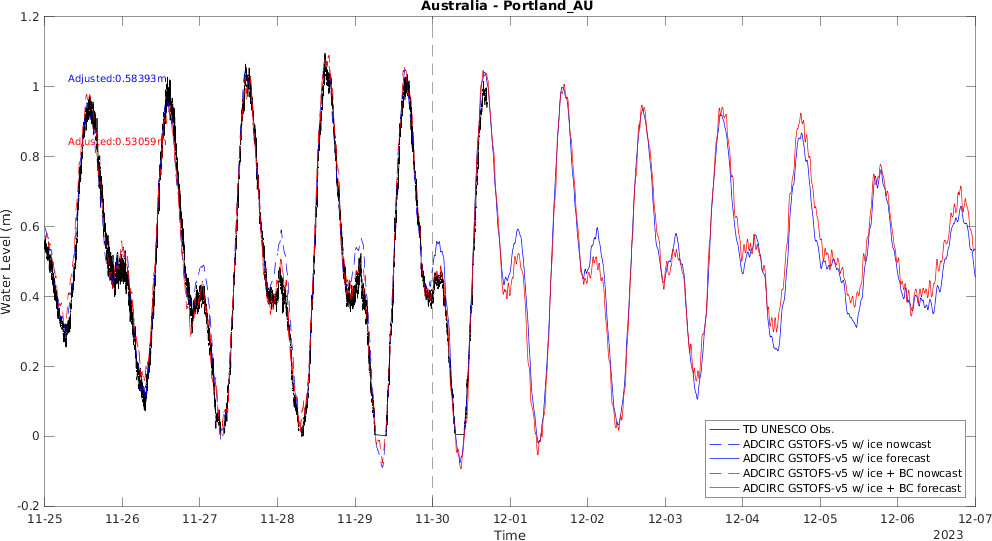 Australia - Portland_AU
1.2
1
0.8
0.6
0.4
0.2
0
-0.2
Water Level (m)
Adjusted:0.58393m
Adjusted:0.53059m
TD UNESCO Obs.
ADCIRC GSTOFS-v5 w/ ice nowcast
ADCIRC GSTOFS-v5 w/ ice forecast
ADCIRC GSTOFS-v5 w/ ice + BC nowcast
ADCIRC GSTOFS-v5 w/ ice + BC forecast
11-25 11-26 11-27 11-28 11-29 11-30 12-01 12-02 12-03 12-04 12-05 12-06 12-07
Time
2023